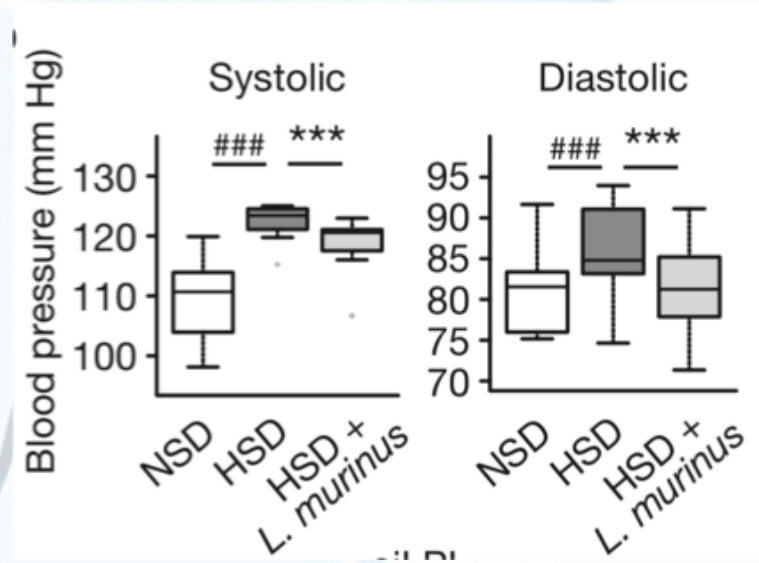 Blood pressure (mm Hg)
Systolic
### ***
130
120
110
100
NSD
HSD
HSD +
L. murinus
Diastolic
### ***
95
90
85
80
75
70
NSD
HSD
HSD +
L. murinus